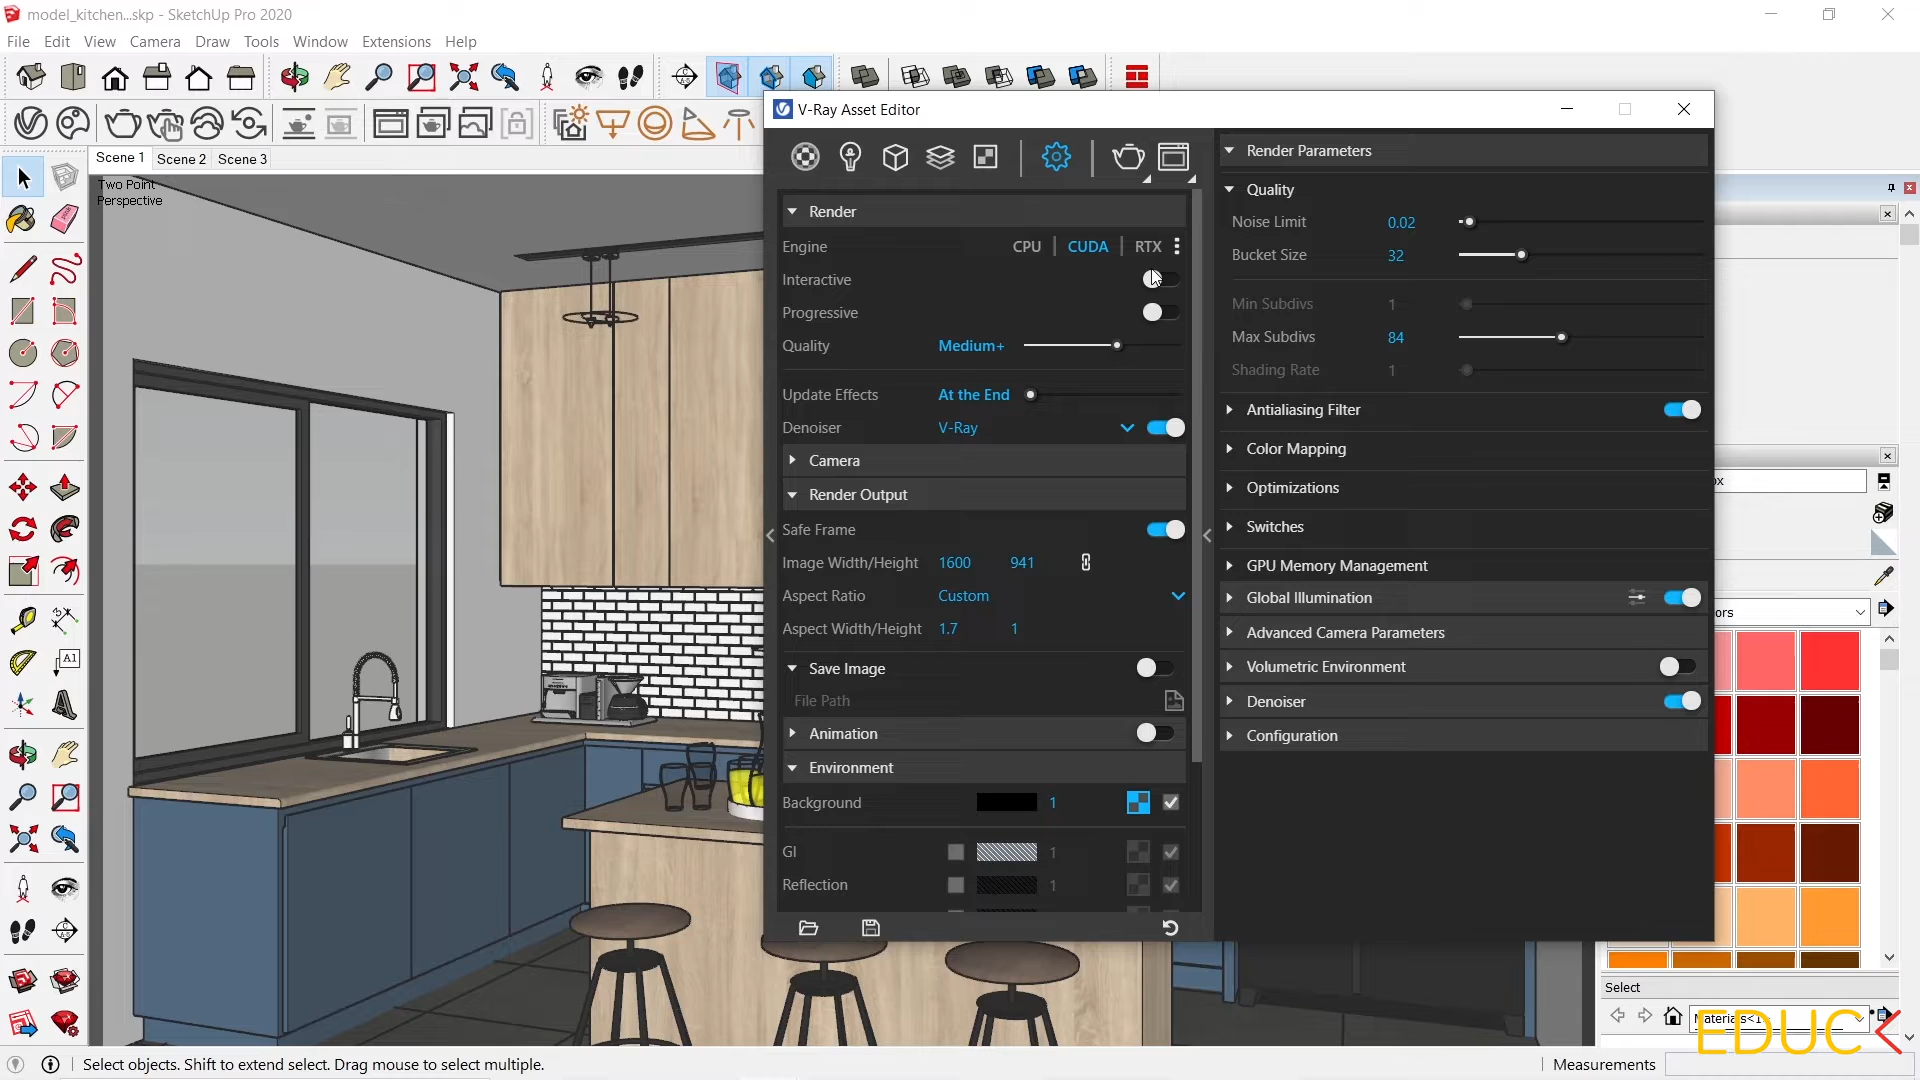 model_kitchen...skp - SketchUp Pro 2020
File Edit View Camera Draw Tools Window Extensions Help
Scene 1 Scene 2 Scene 3
Two Point
Perspective
V-Ray Asset Editor
Render
Engine CPU CUDA RTX
Interactive
Progressive
Quality Medium+
Update Effects At the End
Denoiser V-Ray
Camera
Render Output
Safe Frame
Image Width/Height 1600 941
Aspect Ratio Custom
Aspect Width/Height 1.7 1
Save Image
File Path
Animation
Environment
Background 1
GI 1
Reflection 1
Render Parameters
Quality
Noise Limit 0.02
Bucket Size 32
Min Subdivs 1
Max Subdivs 84
Shading Rate 1
Antialiasing Filter
Color Mapping
Optimizations
Switches
GPU Memory Management
Global Illumination
Advanced Camera Parameters
Volumetric Environment
Denoiser
Configuration
ox
ors
A1
Select
EDUCK
Select objects. Shift to extend select. Drag mouse to select multiple.
Measurements